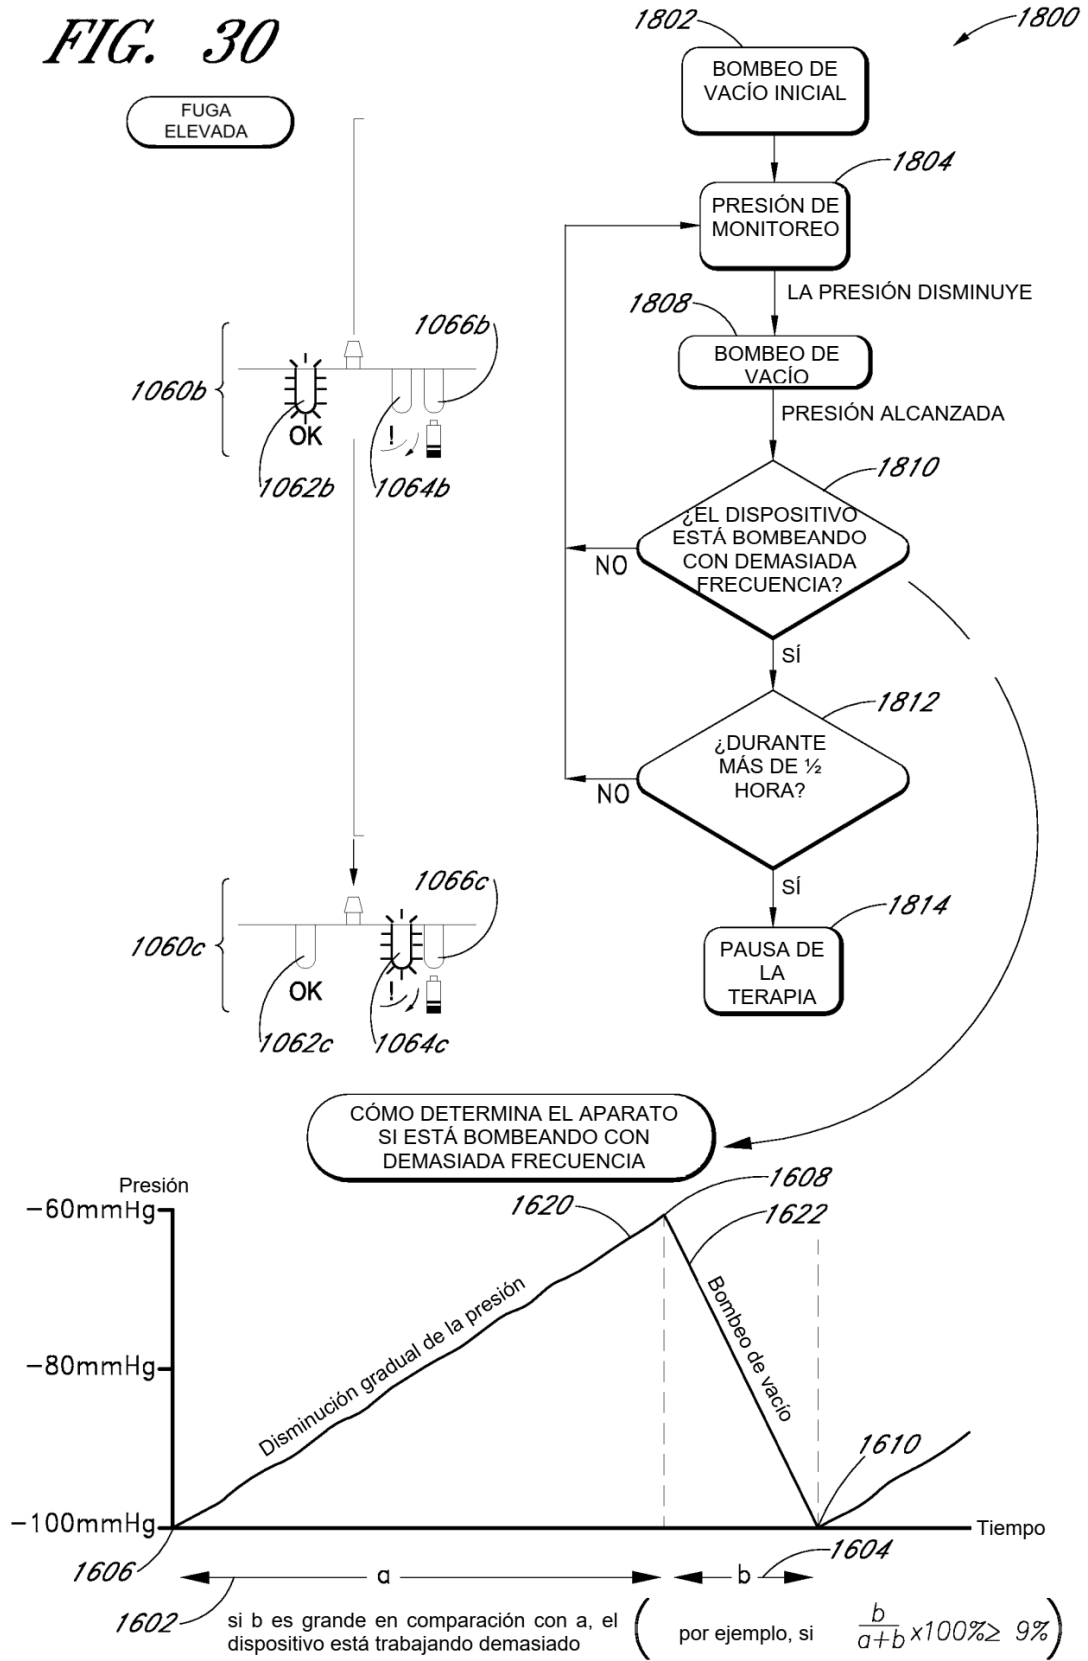 FIG. 30
1802
1800
BOMBEO DE
VACÍO INICIAL
FUGA
ELEVADA
1804
PRESIÓN DE
MONITOREO
LA PRESIÓN DISMINUYE
1808
1066b
BOMBEO DE
VACÍO
1060b
OK
!
PRESIÓN ALCANZADA
1062b
1064b
1810
¿EL DISPOSITIVO
ESTÁ BOMBEANDO
CON DEMASIADA
FRECUENCIA?
NO
SÍ
1812
¿DURANTE
MÁS DE ½
HORA?
NO
SÍ
1066c
1814
1060c
OK
!
PAUSA DE
LA
TERAPIA
1062c
1064c
CÓMO DETERMINA EL APARATO
SI ESTÁ BOMBEANDO CON
DEMASIADA FRECUENCIA
Presión
1608
1620
1622
−60mmHg
Disminución gradual de la presión
Bombeo de vacío
−80mmHg
1610
−100mmHg
Tiempo
1606
1604
a
b
1602
si b es grande en comparación con a, el
dispositivo está trabajando demasiado
( por ejemplo, si b/a+b x100%≥ 9% )